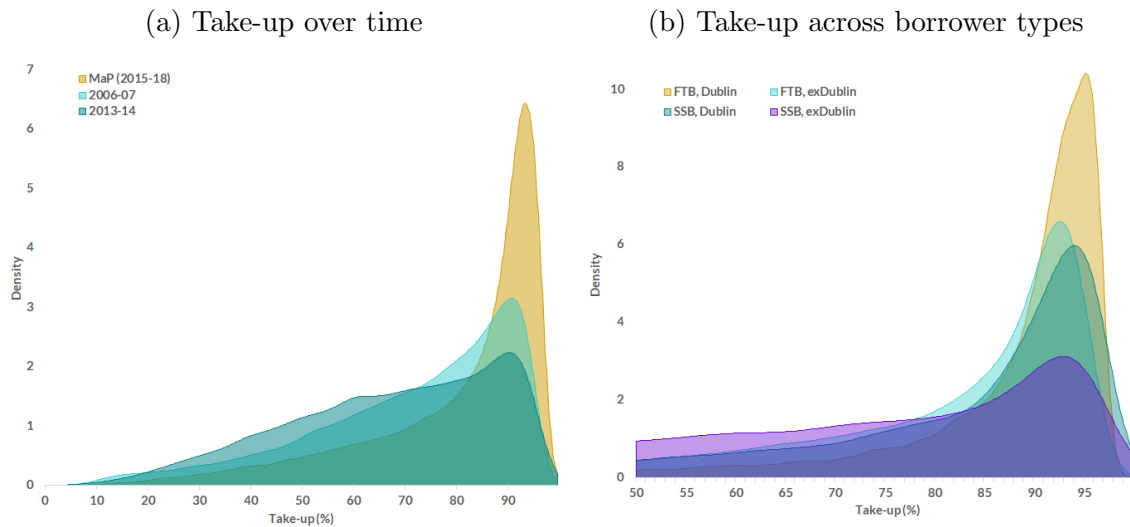 (a) Take-up over time
MaP (2015-18)
2006-07
2013-14
7
6
5
4
3
2
1
0
Density
0 10 20 30 40 50 60 70 80 90
Take-up (%)
(b) Take-up across borrower types
FTB, Dublin FTB, exDublin
SSB, Dublin SSB, exDublin
10
8
6
4
2
0
Density
50 55 60 65 70 75 80 85 90 95
Take-up (%)